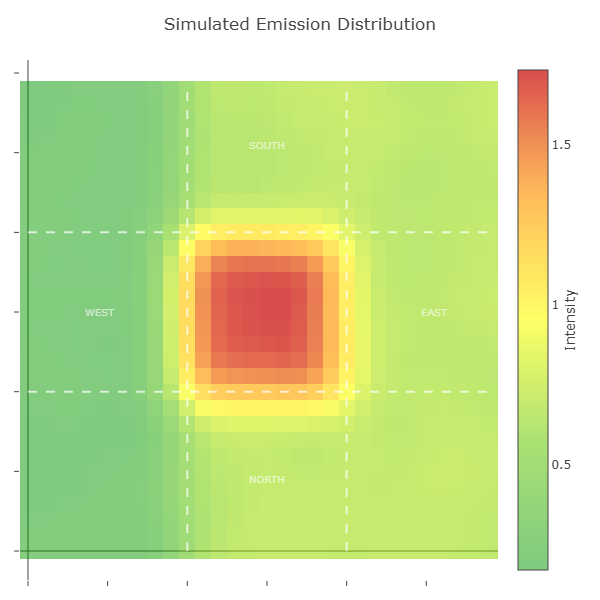 Simulated Emission Distribution
SOUTH
1.5
WEST
EAST
1
Intensity
0.5
NORTH